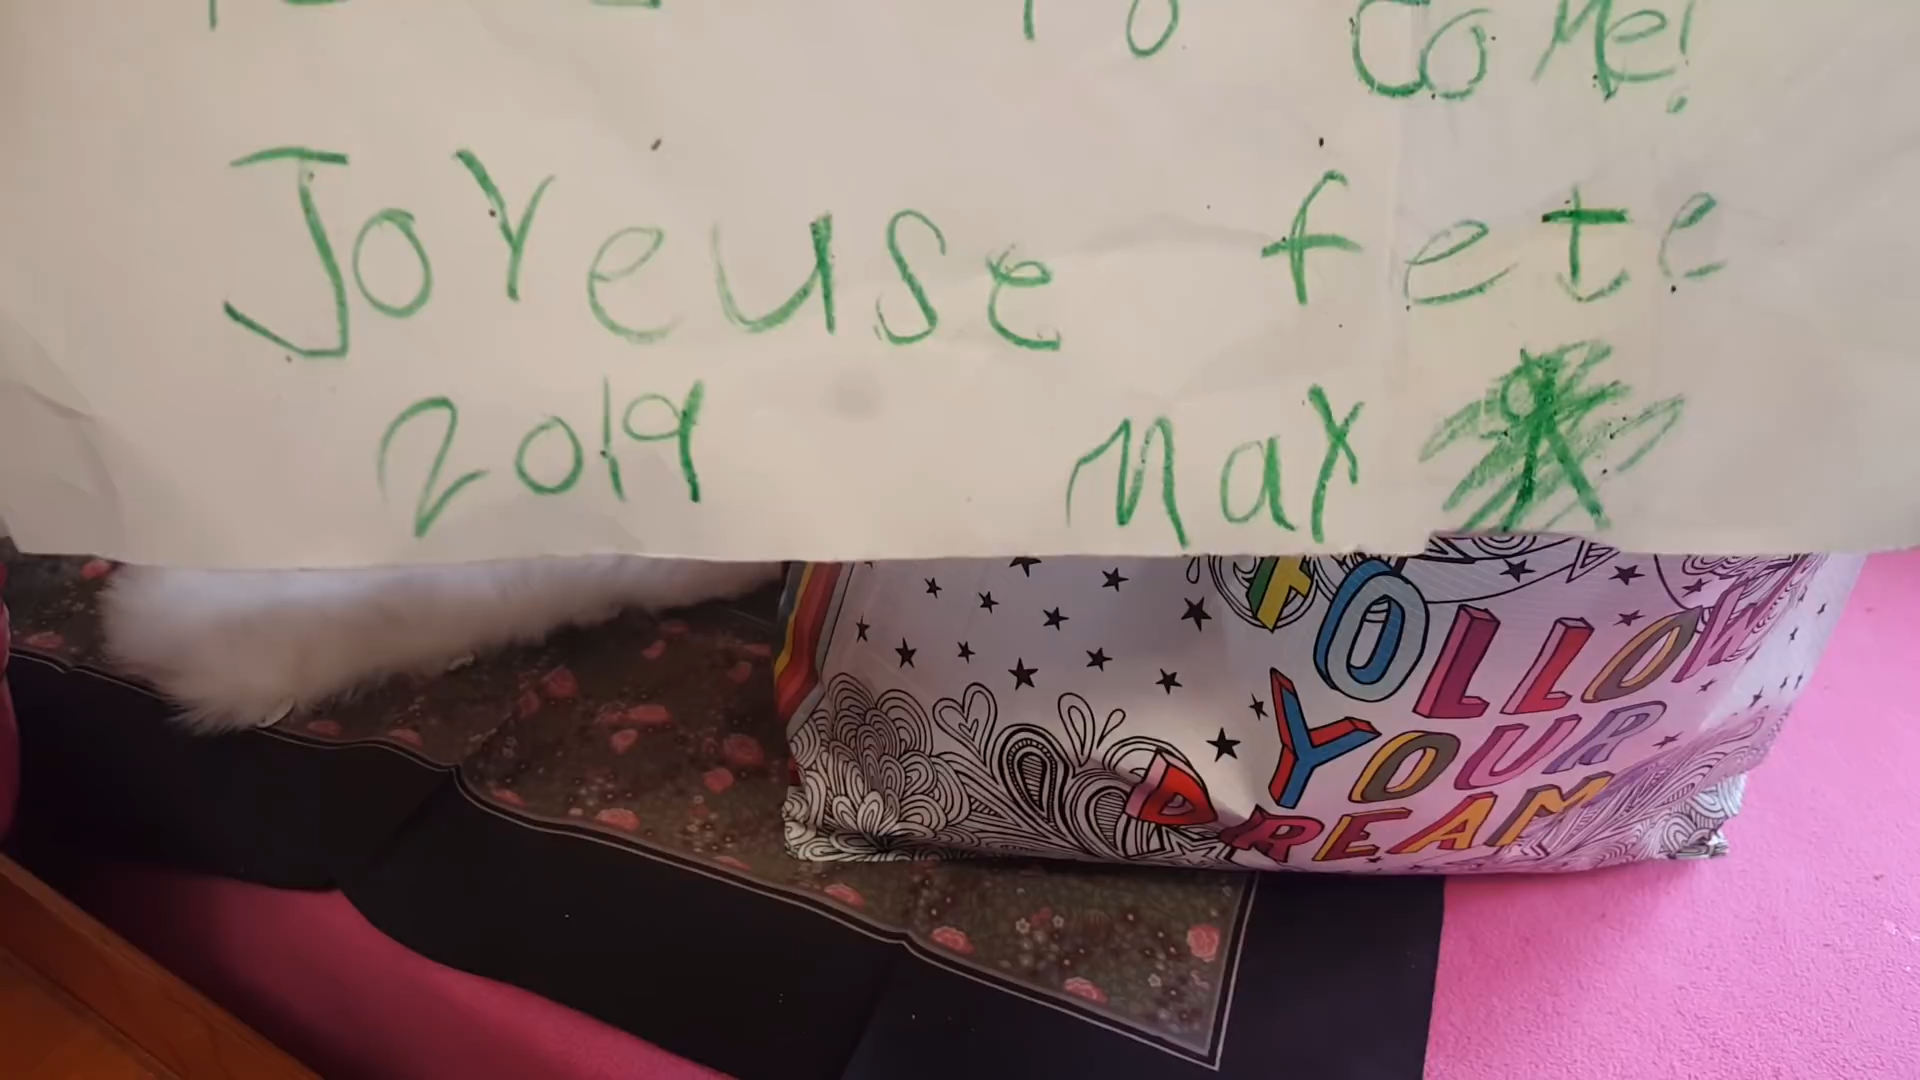 to come!
Joyeuse fete
2019 Max
FOLLOW
YOUR
DREAM